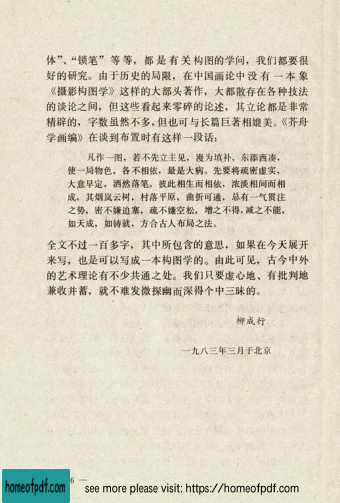 体”、“锁笔”等等，都是有关构图的学问，我们都要很
好的研究。由于历史的局限，在中国画论中没有一本象
《摄影构图学》这样的大部头著作，大都散存在各种技法
的谈论之间，但这些看起来零碎的论述，其立论都是非常
精辟的，字数虽然不多，但也可与长篇巨著相媲美。《芥舟
学画编》在谈到布置时有这样一段话：
凡作一图，若不先立主见，漫为填补，东添西凑，
使一局物色，各不相依，最是大病。先要将疏密虚实，
大意早定，洒然落笔，彼此相生而相依，浓淡相间而相
成，其烟岚云树，村落平原，曲折可通，总有一气贯注
之势，密不嫌迫塞，疏不嫌空松，增之不得，减之不能，
如天成，如铸就，方合古人布局之法。
全文不过一百多字，其中所包含的意思，如果在今天展开
来写，也是可以写成一本构图学的。由此可见，古今中外
的艺术理论有不少共通之处。我们只要虚心地、有批判地
兼收并蓄，就不难发微探幽而深得个中三昧的。
柳成行
一九八三年三月于北京
6 —
homeofpdf.com
see more please visit: https://homeofpdf.com